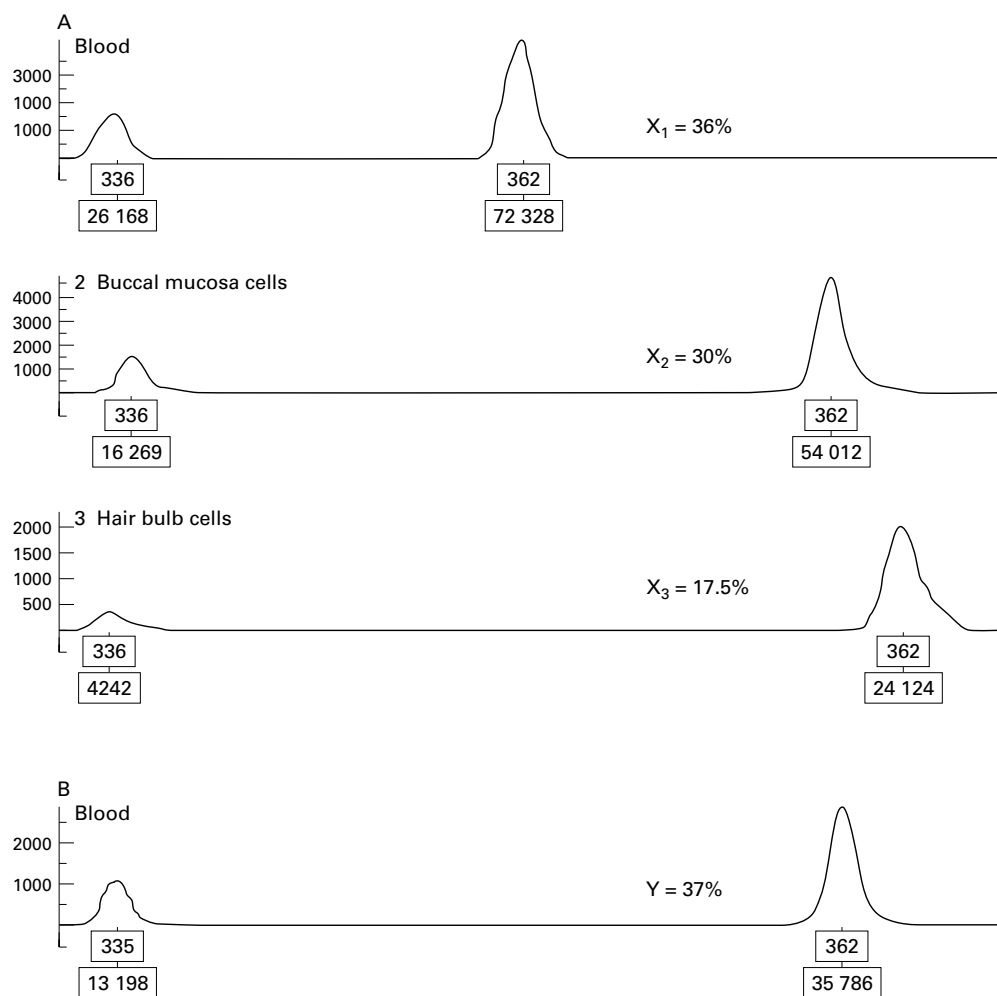 A
Blood
3000
1000
1000
X1 = 36%
336
362
26 168
72 328
2 Buccal mucosa cells
4000
3000
2000
1000
X2 = 30%
336
362
16 269
54 012
3 Hair bulb cells
2000
1500
1000
500
X3 = 17.5%
336
362
4242
24 124
B
Blood
2000
1000
Y = 37%
335
362
13 198
35 786